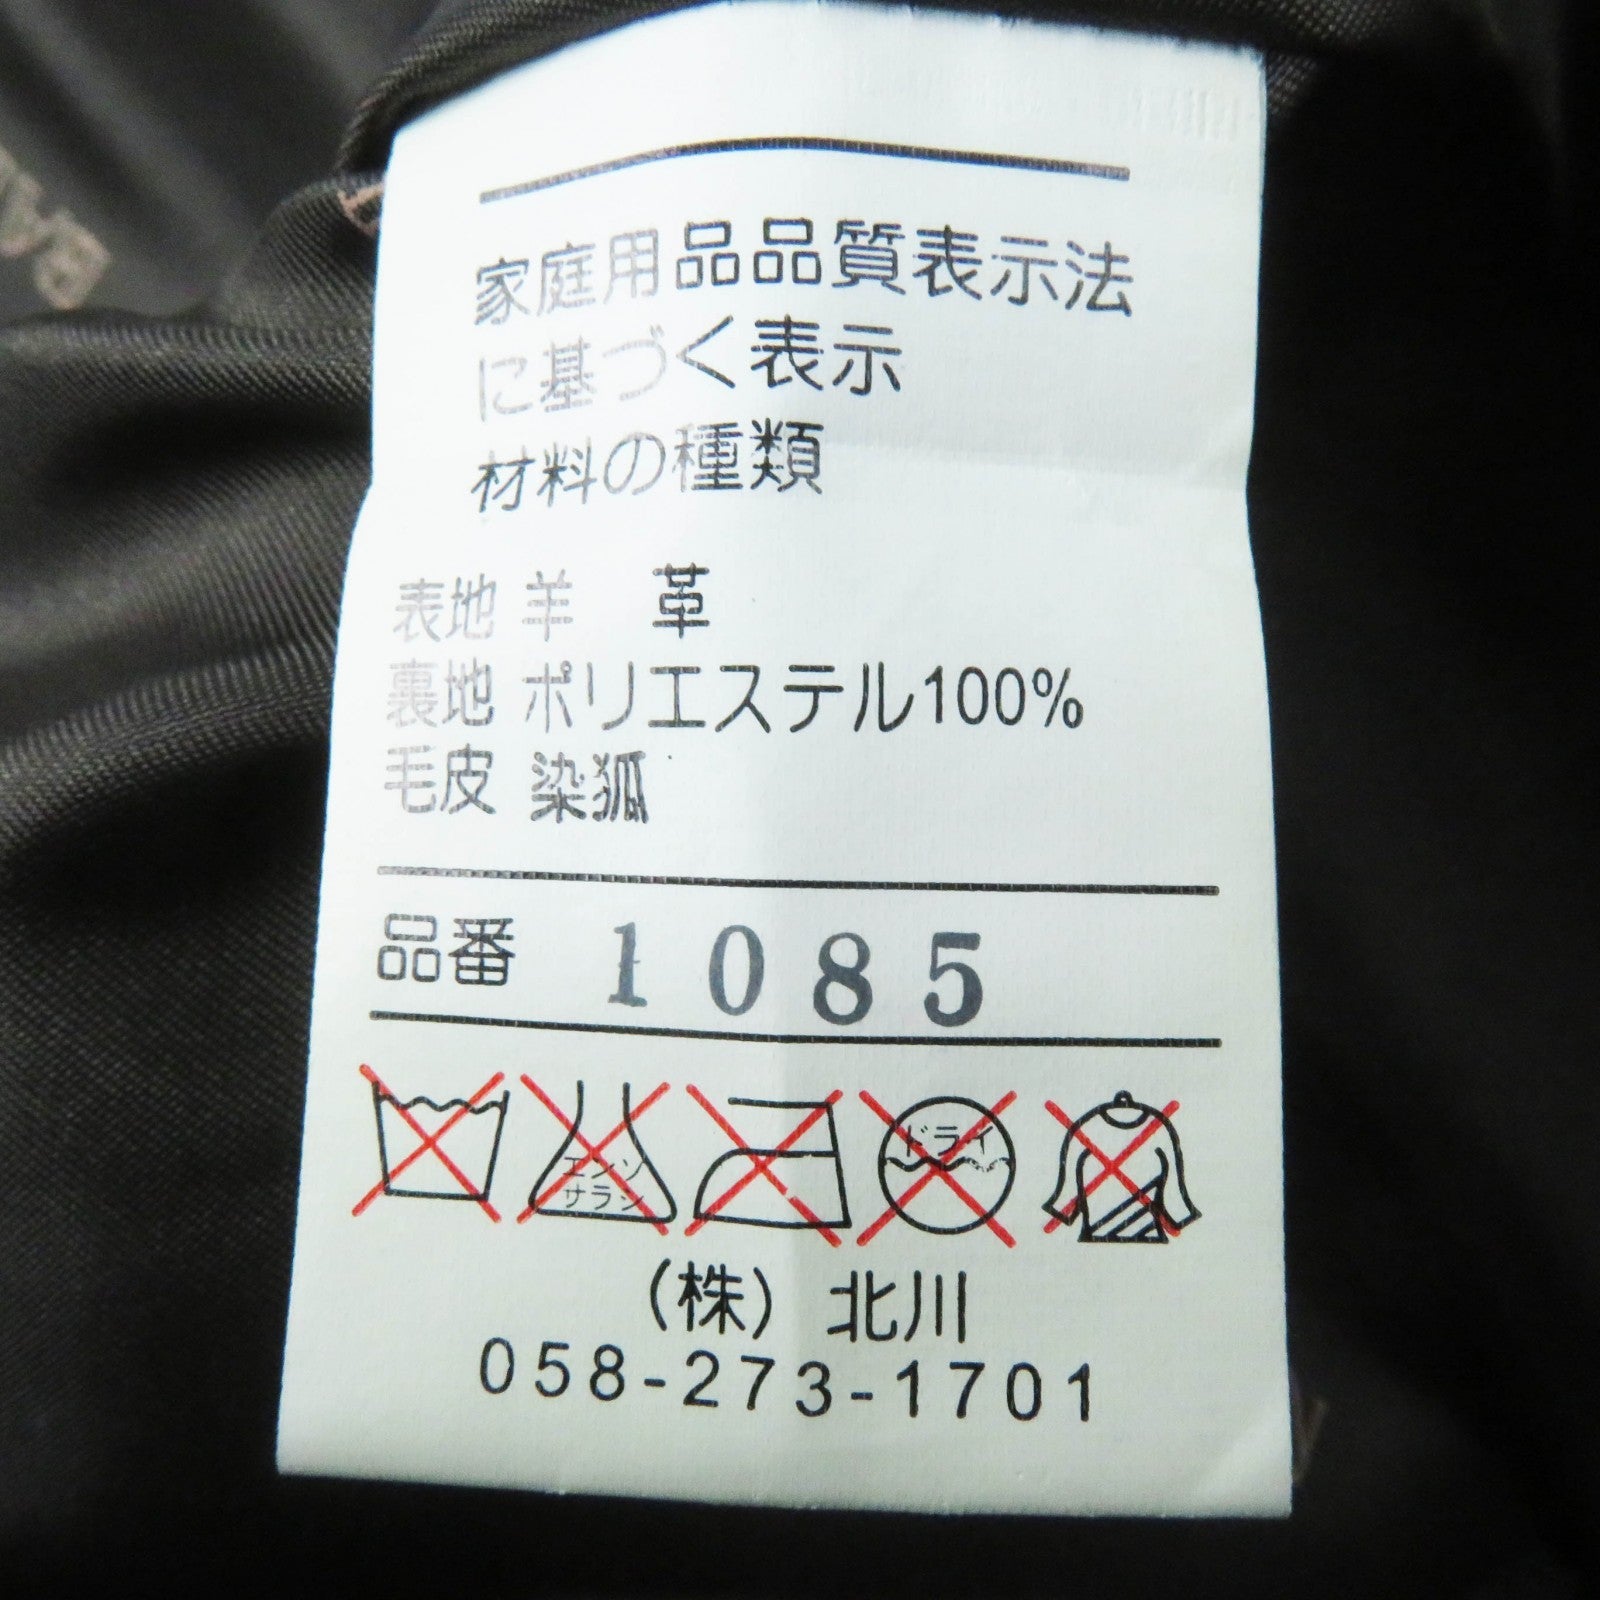 家庭用品品質表示法
に基づく表示
材料の種類
表地 羊 革
裏地 ポリエステル100%
毛皮 染狐
品番 1085
エンソ
サラシ
ドライ
(株) 北川
058-273-1701